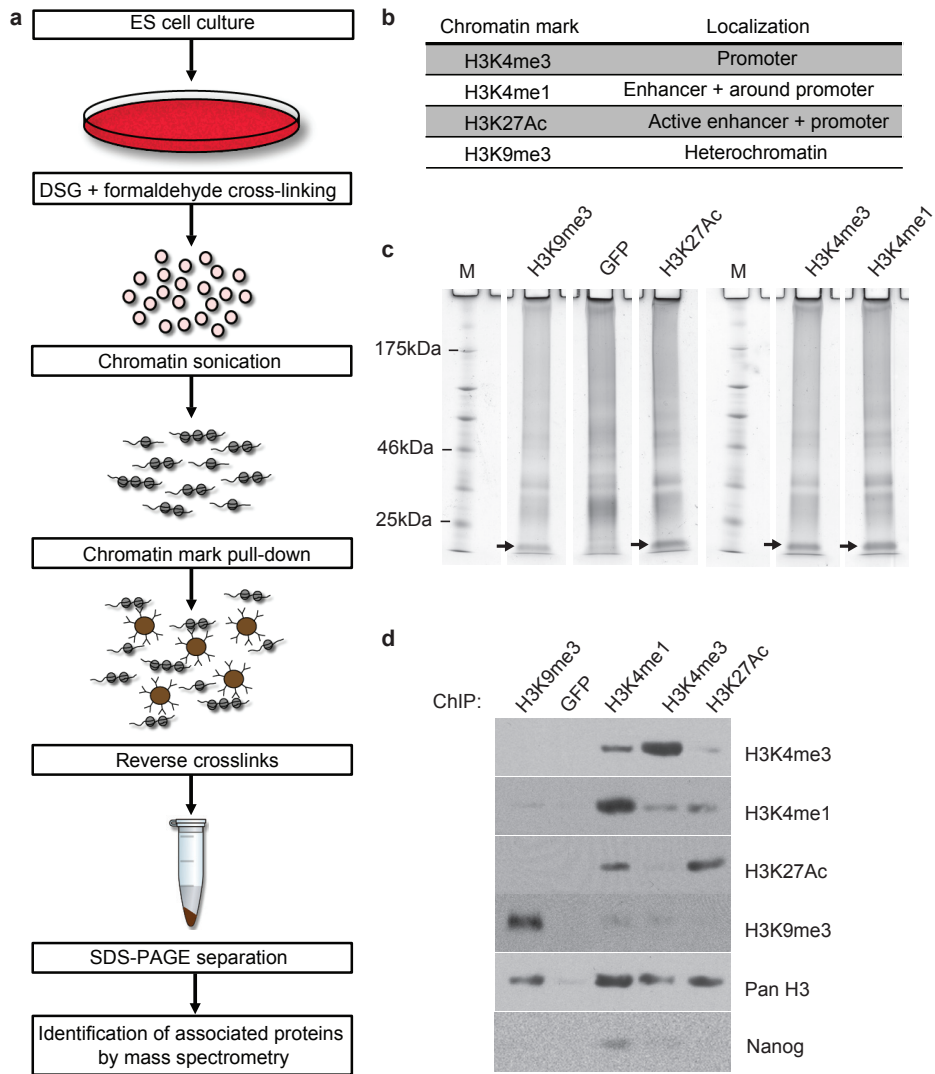 a
ES cell culture
DSG + formaldehyde cross-linking
Chromatin sonication
Chromatin mark pull-down
Reverse crosslinks
SDS-PAGE separation
Identification of associated proteins
by mass spectrometry
b
Chromatin mark Localization
H3K4me3 Promoter
H3K4me1 Enhancer + around promoter
H3K27Ac Active enhancer + promoter
H3K9me3 Heterochromatin
c
M H3K9me3 GFP H3K27Ac M H3K4me3 H3K4me1
175kDa
46kDa
25kDa
d
ChIP: H3K9me3 GFP H3K4me1 H3K4me3 H3K27Ac
H3K4me3
H3K4me1
H3K27Ac
H3K9me3
Pan H3
Nanog